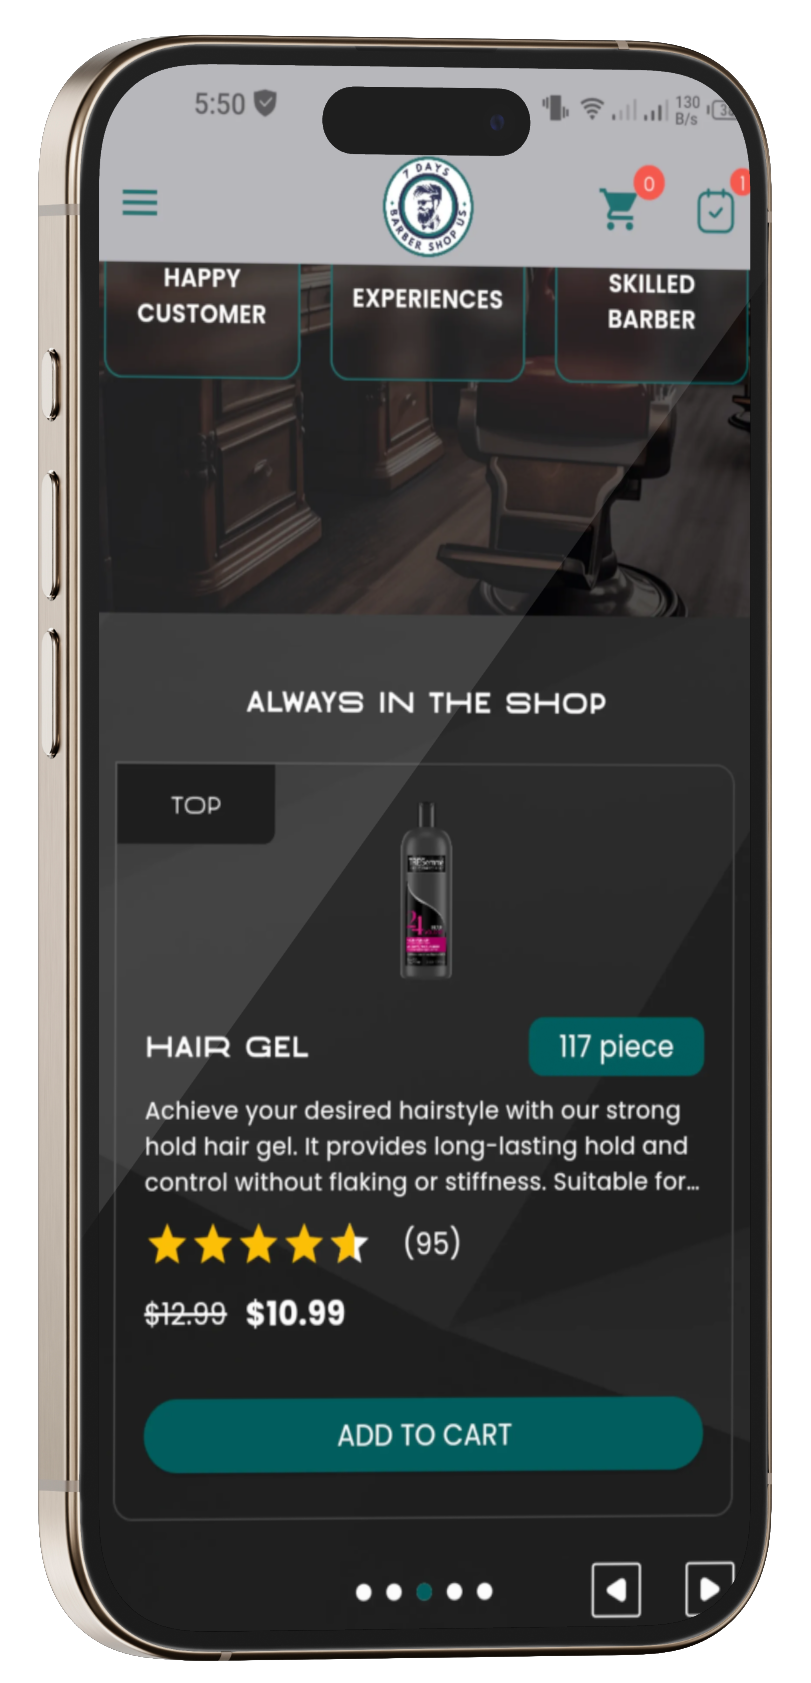 5:50
130
B/s
7 DAYS
BARBER SHOP US
0
1
HAPPY
CUSTOMER
EXPERIENCES
SKILLED
BARBER
ALWAYS IN THE SHOP
TOP
24
HAIR GEL
117 piece
Achieve your desired hairstyle with our strong
hold hair gel. It provides long-lasting hold and
control without flaking or stiffness. Suitable for...
(95)
$12.99 $10.99
ADD TO CART